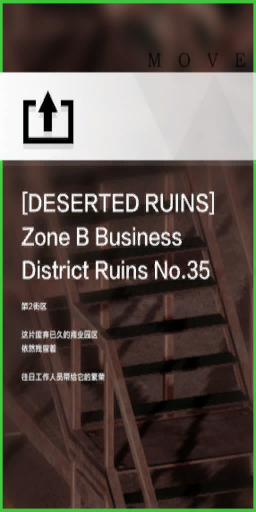 MOVE
[DESERTED RUINS]
Zone B Business
District Ruins No.35
第2街区
这片废弃已久的商业园区
依然残留着
往日工作人员带给它的繁荣